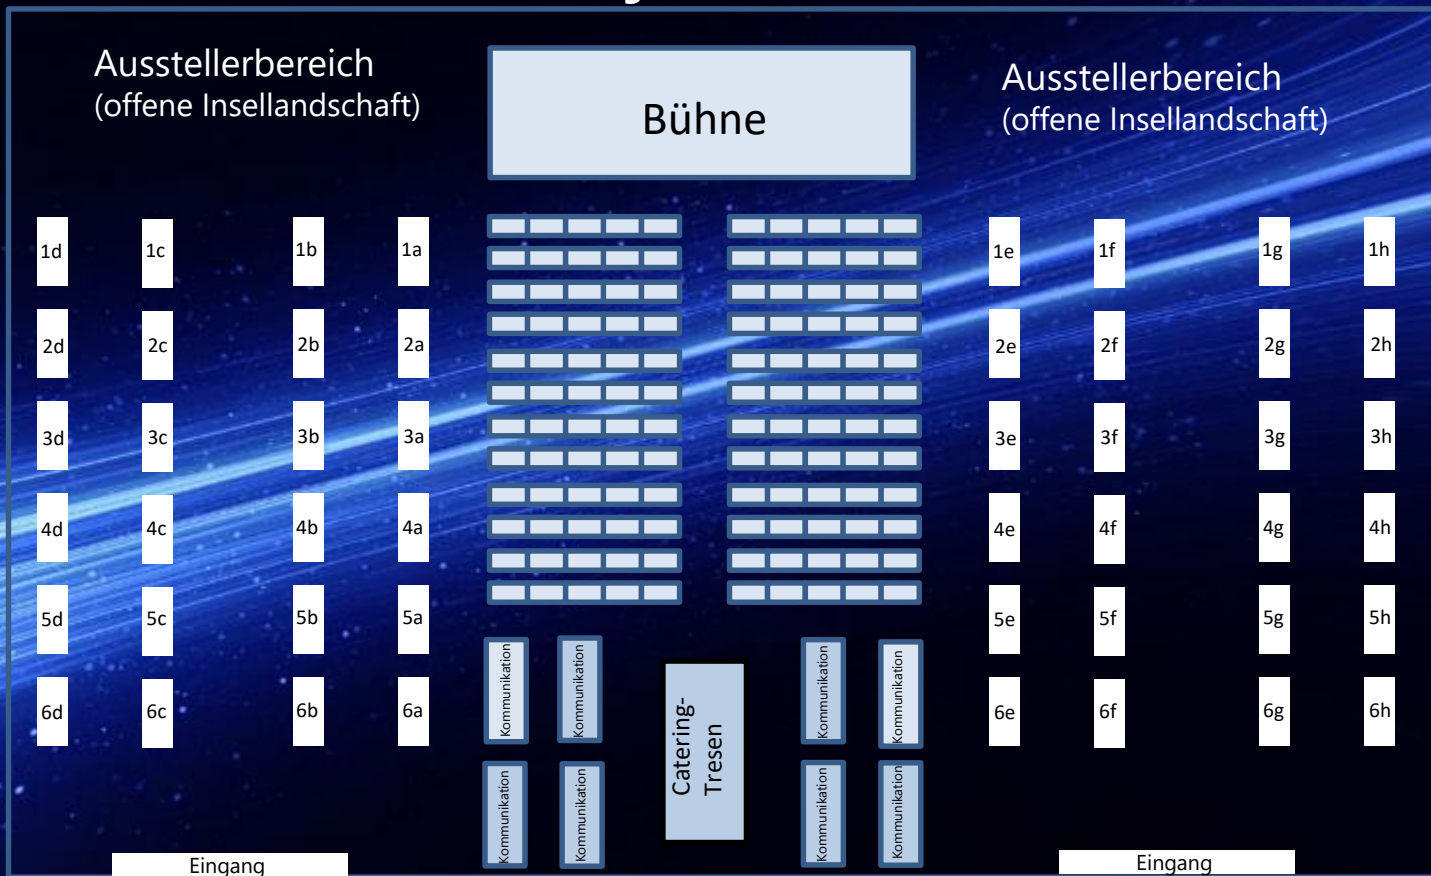 Ausstellerbereich
(offene Insellandschaft)
Bühne
Ausstellerbereich
(offene Insellandschaft)
1d 1c 1b 1a 1e 1f 1g 1h
2d 2c 2b 2a 2e 2f 2g 2h
3d 3c 3b 3a 3e 3f 3g 3h
4d 4c 4b 4a 4e 4f 4g 4h
5d 5c 5b 5a 5e 5f 5g 5h
6d 6c 6b 6a 6e 6f 6g 6h
Kommunikation
Kommunikation
Catering-
Tresen
Kommunikation
Kommunikation
Kommunikation
Kommunikation
Kommunikation
Kommunikation
Eingang
Eingang